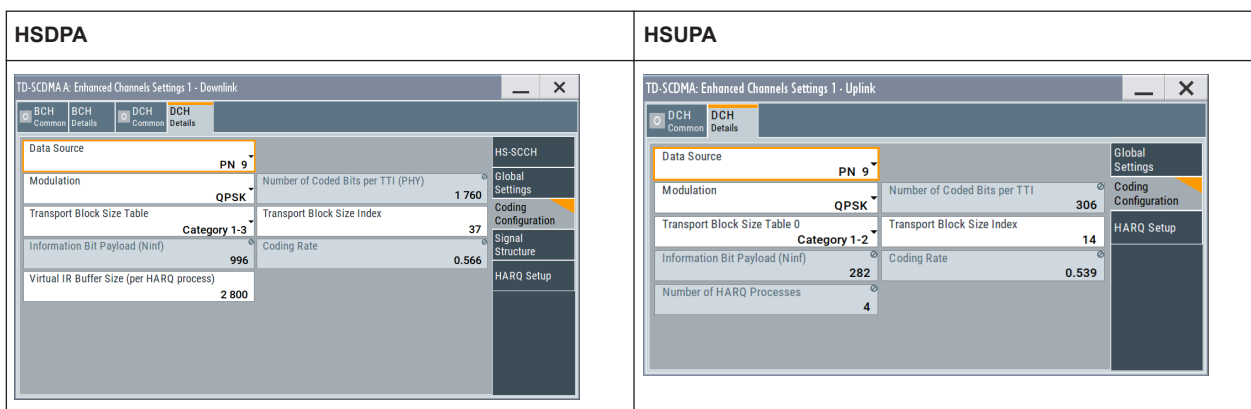 HSDPA
HSUPA
TD-SCDMA A: Enhanced Channels Settings 1 - Downlink
BCH Common
BCH Details
DCH Common
DCH Details
Data Source
PN 9
Modulation
QPSK
Number of Coded Bits per TTI (PHY)
1 760
Transport Block Size Table
Category 1-3
Transport Block Size Index
37
Information Bit Payload (Ninf)
996
Coding Rate
0.566
Virtual IR Buffer Size (per HARQ process)
2 800
HS-SCCH
Global
Settings
Coding
Configuration
Signal
Structure
HARQ Setup
TD-SCDMA: Enhanced Channels Settings 1 - Uplink
DCH Common
DCH Details
Data Source
PN 9
Modulation
QPSK
Number of Coded Bits per TTI
306
Transport Block Size Table 0
Category 1-2
Transport Block Size Index
14
Information Bit Payload (Ninf)
282
Coding Rate
0.539
Number of HARQ Processes
4
Global
Settings
Coding
Configuration
HARQ Setup